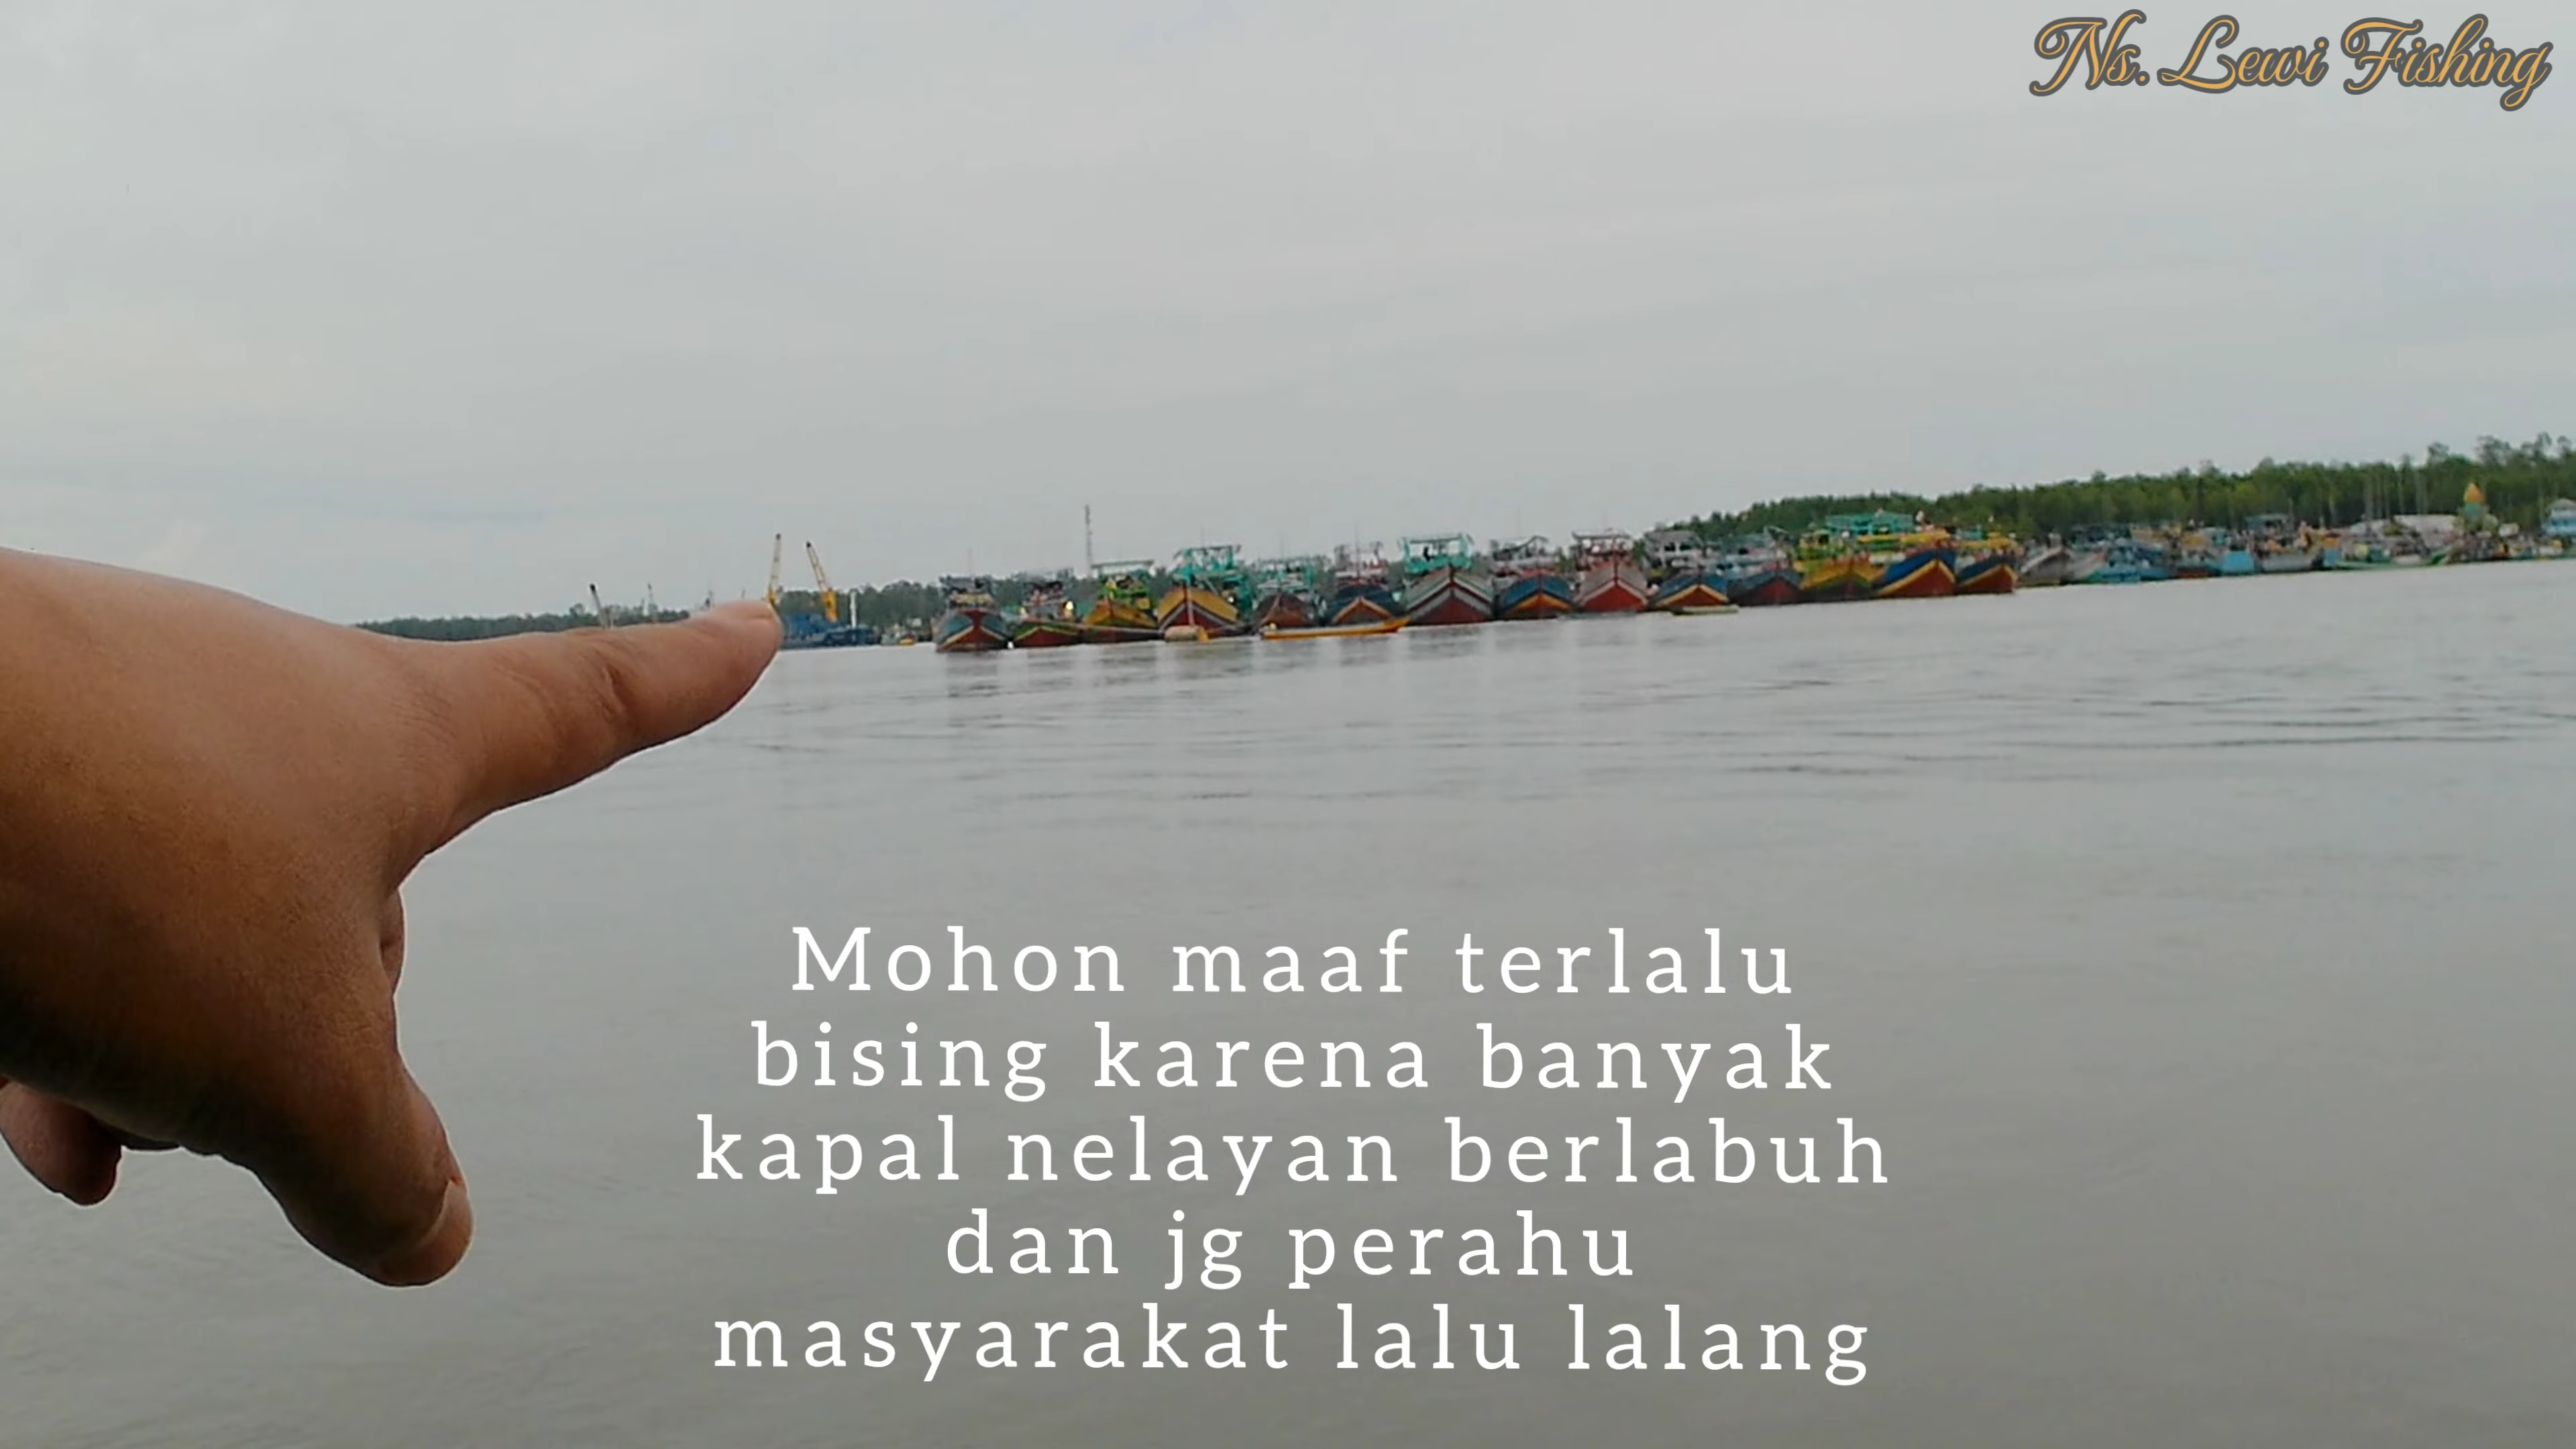 Ns. Lewi Fishing
Mohon maaf terlalu
bising karena banyak
kapal nelayan berlabuh
dan jg perahu
masyarakat lalu lalang